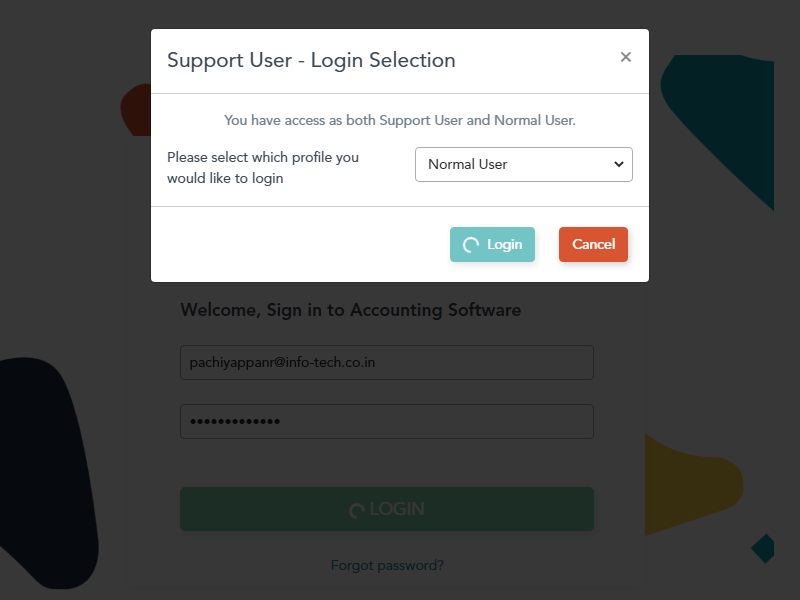 Support User - Login Selection
×
You have access as both Support User and Normal User.
Please select which profile you
would like to login
Normal User
Login
Cancel
Welcome, Sign in to Accounting Software
pachiyappanr@info-tech.co.in
•••••••••••••
LOGIN
Forgot password?